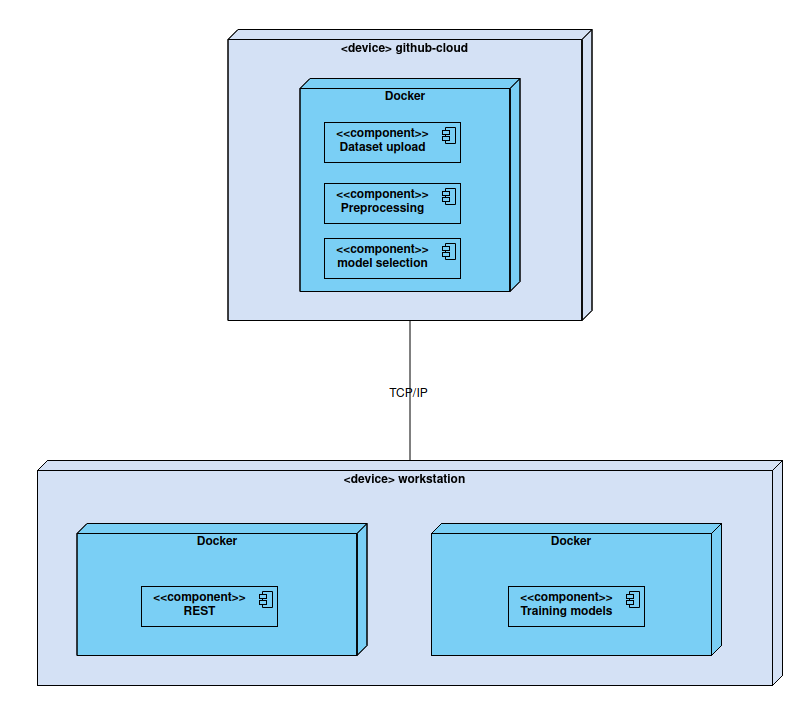 <device> github-cloud
Docker
<<component>>
Dataset upload
<<component>>
Preprocessing
<<component>>
model selection
TCP/IP
<device> workstation
Docker
<<component>>
REST
Docker
<<component>>
Training models